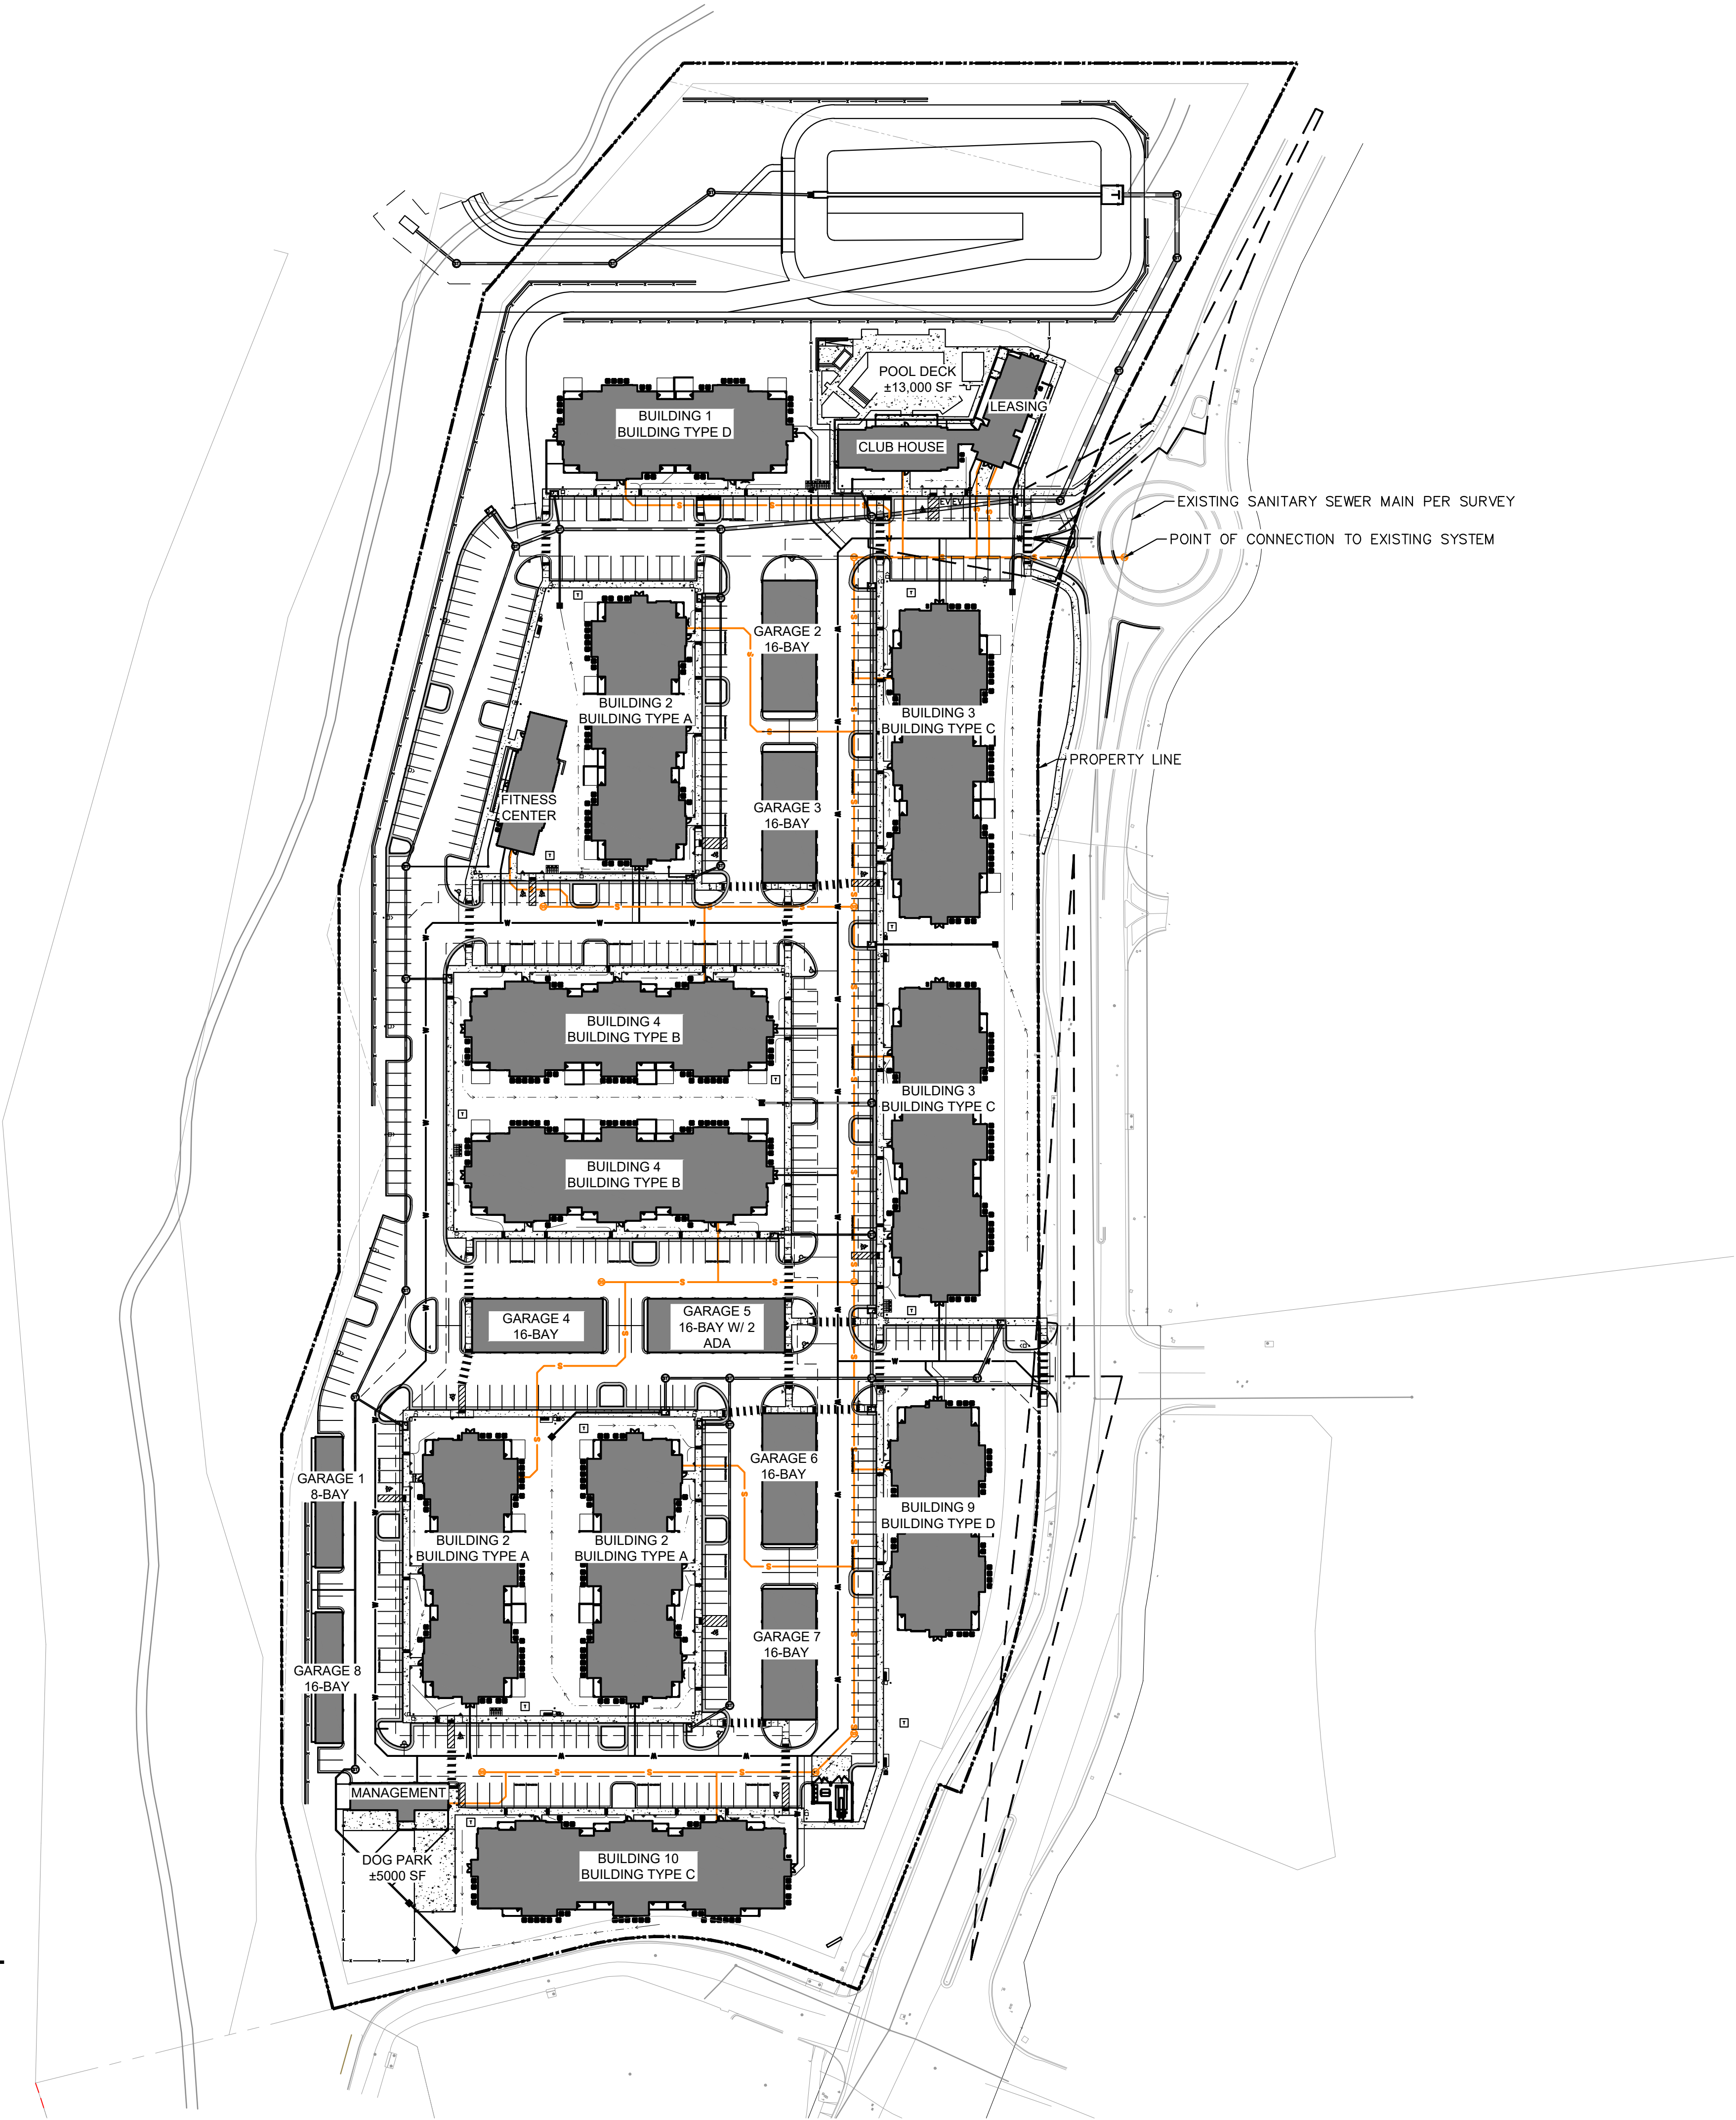 POOL DECK
±13,000 SF
LEASING
BUILDING 1
BUILDING TYPE D
CLUB HOUSE
EXISTING SANITARY SEWER MAIN PER SURVEY
EV EV
POINT OF CONNECTION TO EXISTING SYSTEM
GARAGE 2
16-BAY
BUILDING 2
BUILDING TYPE A
BUILDING 3
BUILDING TYPE C
PROPERTY LINE
FITNESS
CENTER
GARAGE 3
16-BAY
BUILDING 4
BUILDING TYPE B
BUILDING 3
BUILDING TYPE C
BUILDING 4
BUILDING TYPE B
GARAGE 4
16-BAY
GARAGE 5
16-BAY W/ 2
ADA
GARAGE 1
8-BAY
GARAGE 6
16-BAY
BUILDING 9
BUILDING TYPE D
BUILDING 2
BUILDING TYPE A
BUILDING 2
BUILDING TYPE A
GARAGE 7
16-BAY
GARAGE 8
16-BAY
MANAGEMENT
DOG PARK
±5000 SF
BUILDING 10
BUILDING TYPE C